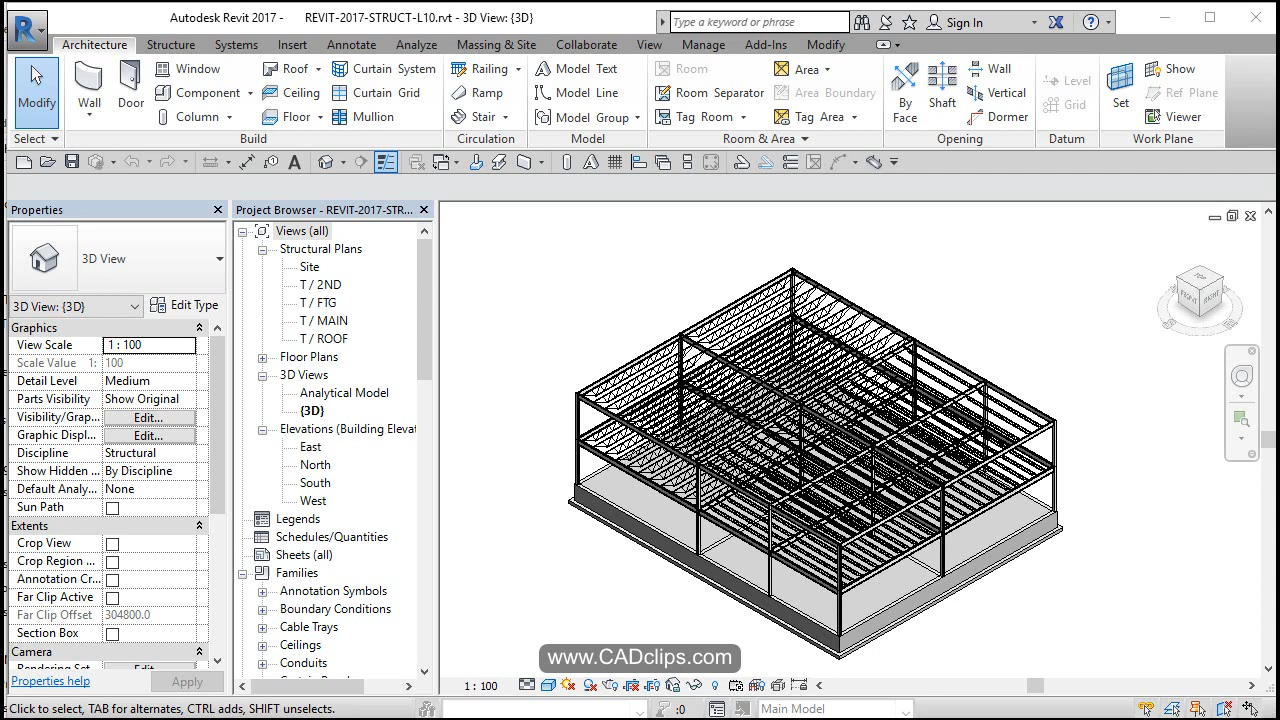 Autodesk Revit 2017 - REVIT-2017-STRUCT-L10.rvt - 3D View: {3D}
Type a keyword or phrase
Sign In
Architecture Structure Systems Insert Annotate Analyze Massing & Site Collaborate View Manage Add-Ins Modify
Modify
Wall
Door
Window
Component
Column
Roof
Ceiling
Floor
Curtain System
Curtain Grid
Mullion
Railing
Ramp
Stair
Model Text
Model Line
Model Group
Room
Room Separator
Tag Room
Area
Area Boundary
Tag Area
By
Face
Shaft
Wall
Vertical
Dormer
Level
Grid
Set
Show
Ref Plane
Viewer
Select Build Circulation Model Room & Area Opening Datum Work Plane
Properties
3D View
3D View: {3D} Edit Type
Graphics
View Scale 1 : 100
Scale Value 1: 100
Detail Level Medium
Parts Visibility Show Original
Visibility/Grap... Edit...
Graphic Displ... Edit...
Discipline Structural
Show Hidden ... By Discipline
Default Analy... None
Sun Path
Extents
Crop View
Crop Region ...
Annotation Cr...
Far Clip Active
Far Clip Offset 304800.0
Section Box
Camera
Rendering Set... Edit...
Properties help Apply
Project Browser - REVIT-2017-STR...
Views (all)
Structural Plans
Site
T / 2ND
T / FTG
T / MAIN
T / ROOF
Floor Plans
3D Views
Analytical Model
{3D}
Elevations (Building Elevat
East
North
South
West
Legends
Schedules/Quantities
Sheets (all)
Families
Annotation Symbols
Boundary Conditions
Cable Trays
Ceilings
Conduits
TOP
FRONT
RIGHT
www.CADclips.com
1 : 100
Click to select, TAB for alternates, CTRL adds, SHIFT unselects.
:0
Main Model